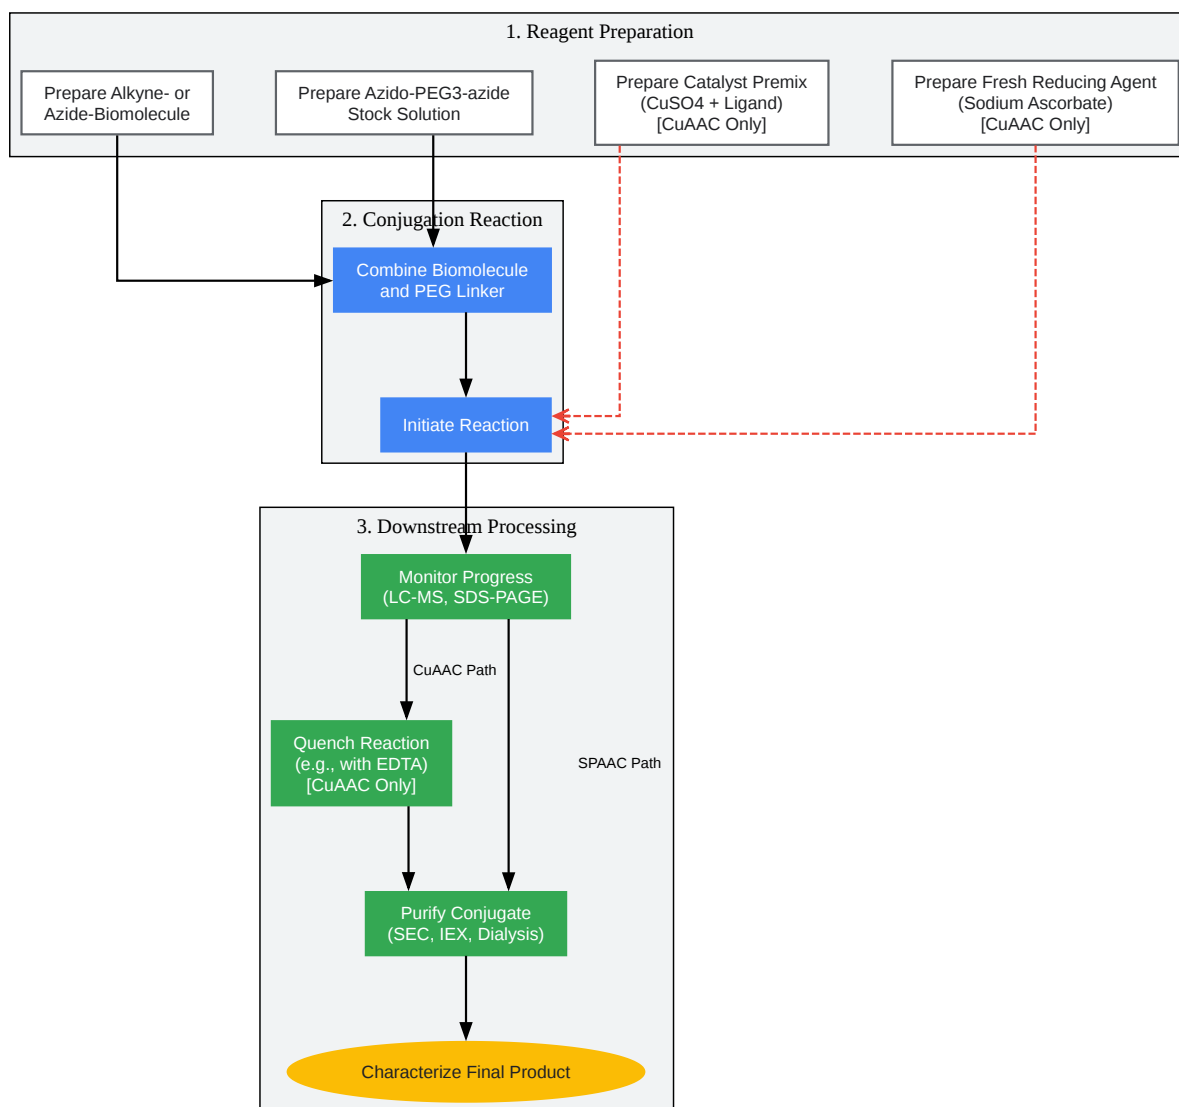 1. Reagent Preparation
Prepare Alkyne- or
Azide-Biomolecule
Prepare Azido-PEG3-azide
Stock Solution
Prepare Catalyst Premix
(CuSO4 + Ligand)
[CuAAC Only]
Prepare Fresh Reducing Agent
(Sodium Ascorbate)
[CuAAC Only]
2. Conjugation Reaction
Combine Biomolecule
and PEG Linker
Initiate Reaction
3. Downstream Processing
Monitor Progress
(LC-MS, SDS-PAGE)
CuAAC Path
Quench Reaction
(e.g., with EDTA)
[CuAAC Only]
SPAAC Path
Purify Conjugate
(SEC, IEX, Dialysis)
Characterize Final Product